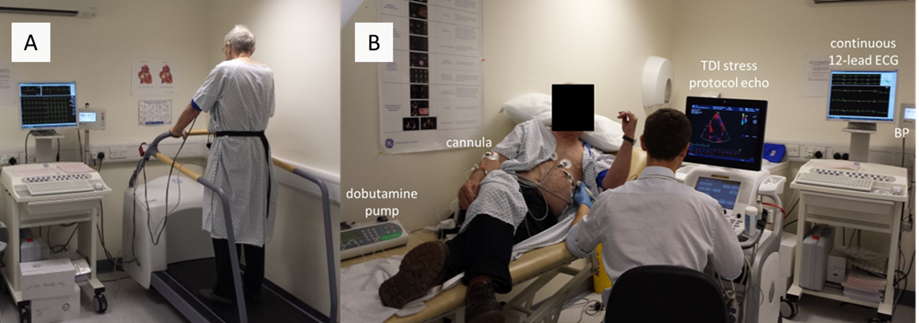 A
B
continuous
12-lead ECG
TDI stress
protocol echo
BP
cannula
dobutamine
pump